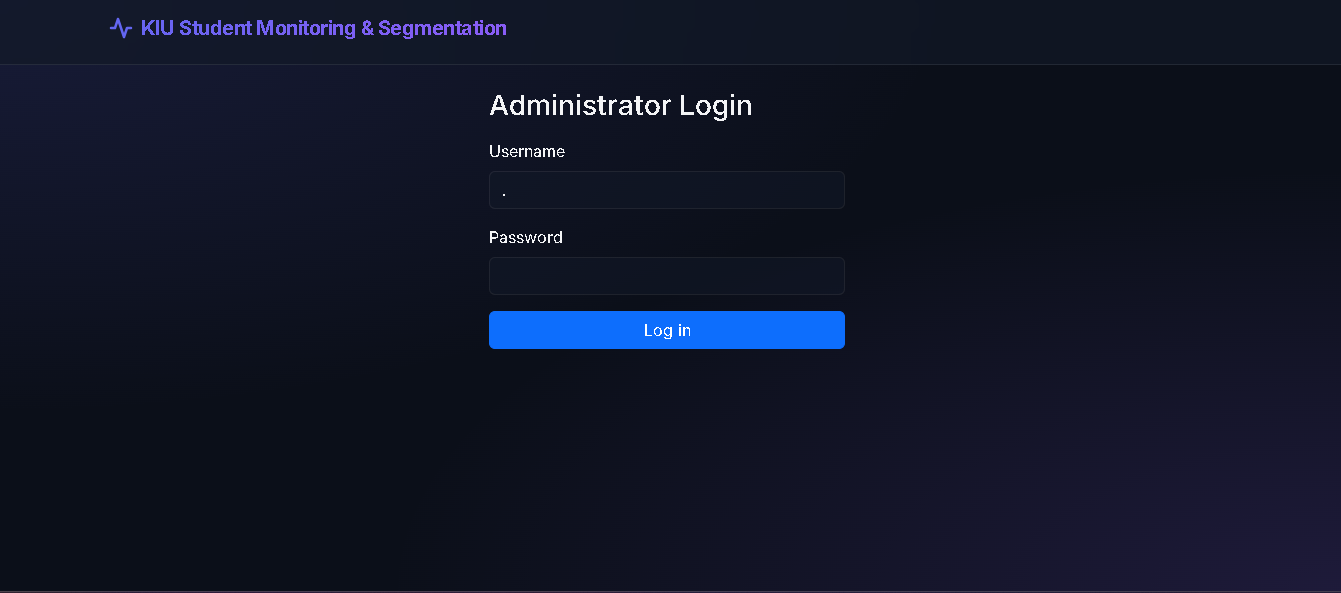 KIU Student Monitoring & Segmentation
Administrator Login
Username
.
Password
Log in